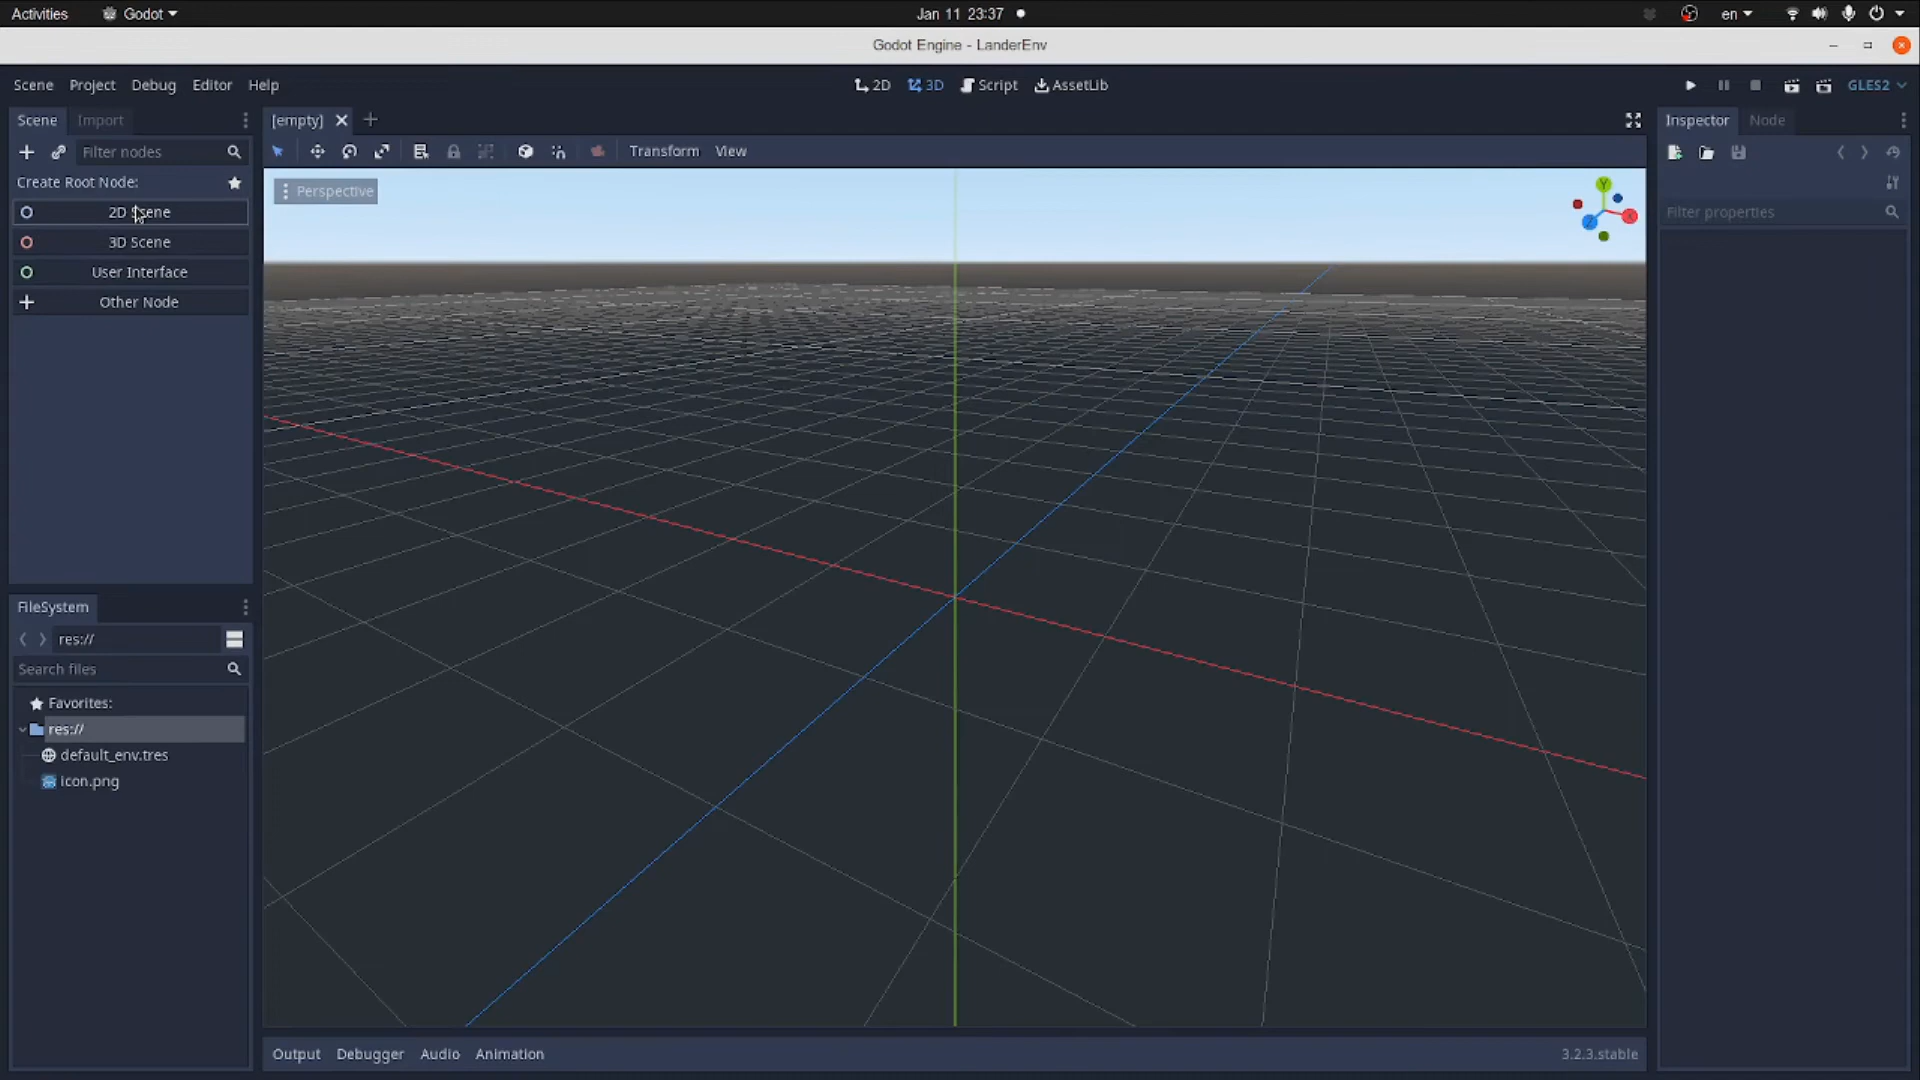 Activities Godot Jan 11 23:37 en
Godot Engine - LanderEnv
Scene Project Debug Editor Help 2D 3D Script AssetLib GLES2
Scene Import [empty] Inspector Node
Filter nodes Transform View
Create Root Node:
Perspective
2D Scene
3D Scene
User Interface
Other Node
Filter properties
Y
X
Z
FileSystem
res://
Search files
Favorites:
res://
default_env.tres
icon.png
Output Debugger Audio Animation 3.2.3.stable